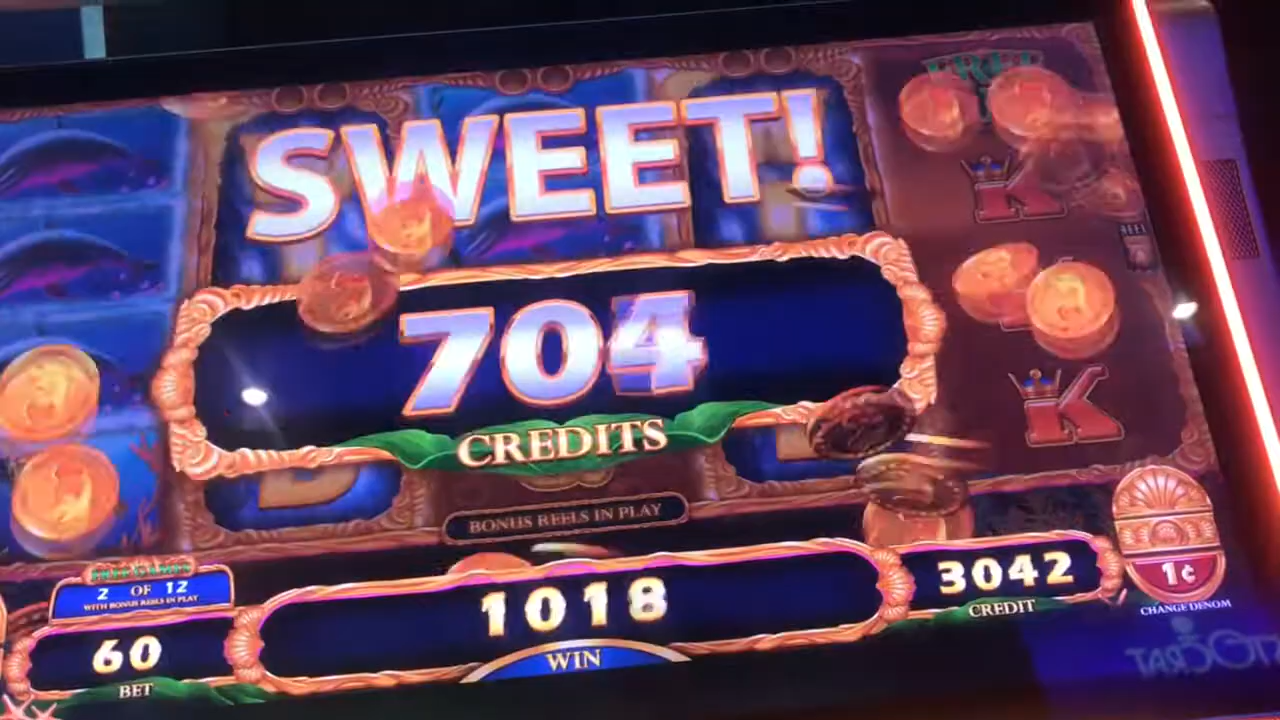 SWEET!
FREE
K
704
CREDITS
K
BONUS REELS IN PLAY
FREE GAMES
2 OF 12
WITH BONUS REELS IN PLAY
60
BET
1018
WIN
3042
CREDIT
1¢
CHANGE DENOM